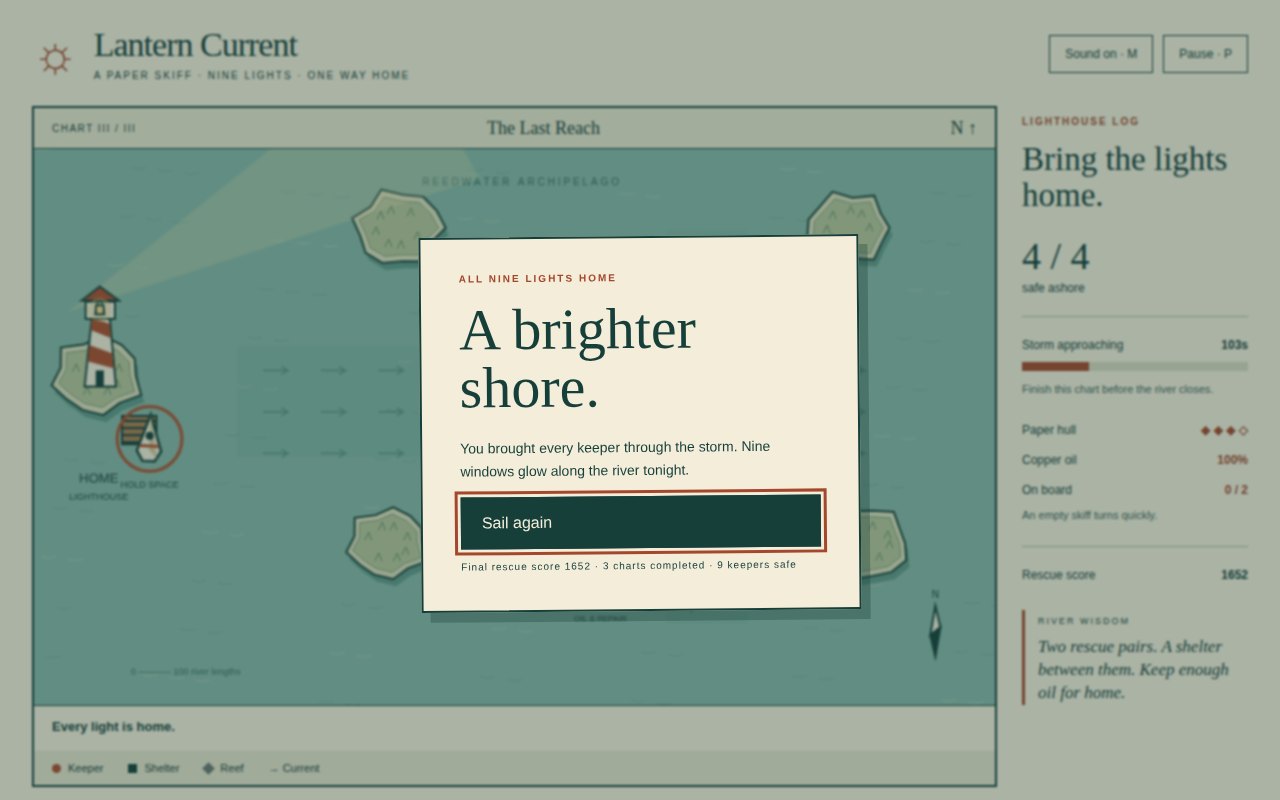 Lantern Current
A PAPER SKIFF · NINE LIGHTS · ONE WAY HOME
Sound on · M
Pause · P
CHART III / III
The Last Reach
N ↑
REEDWATER ARCHIPELAGO
HOME
LIGHTHOUSE
HOLD SPACE
ALL NINE LIGHTS HOME
A brighter
shore.
You brought every keeper through the storm. Nine
windows glow along the river tonight.
Sail again
Final rescue score 1652 · 3 charts completed · 9 keepers safe
OIL & REPAIR
N
0 ——— 100 river lengths
Every light is home.
Keeper
Shelter
Reef
→ Current
LIGHTHOUSE LOG
Bring the lights
home.
4 / 4
safe ashore
Storm approaching 103s
Finish this chart before the river closes.
Paper hull ◆◆◆◇
Copper oil 100%
On board 0 / 2
An empty skiff turns quickly.
Rescue score 1652
RIVER WISDOM
Two rescue pairs. A shelter
between them. Keep enough
oil for home.